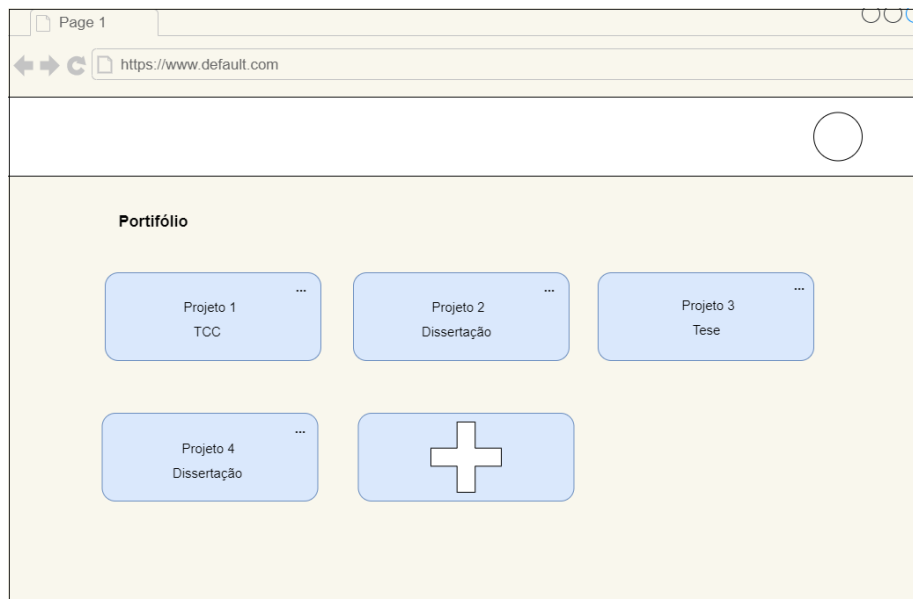 Page 1
https://www.default.com
Portifólio
...
Projeto 1
TCC
...
Projeto 2
Dissertação
...
Projeto 3
Tese
...
Projeto 4
Dissertação